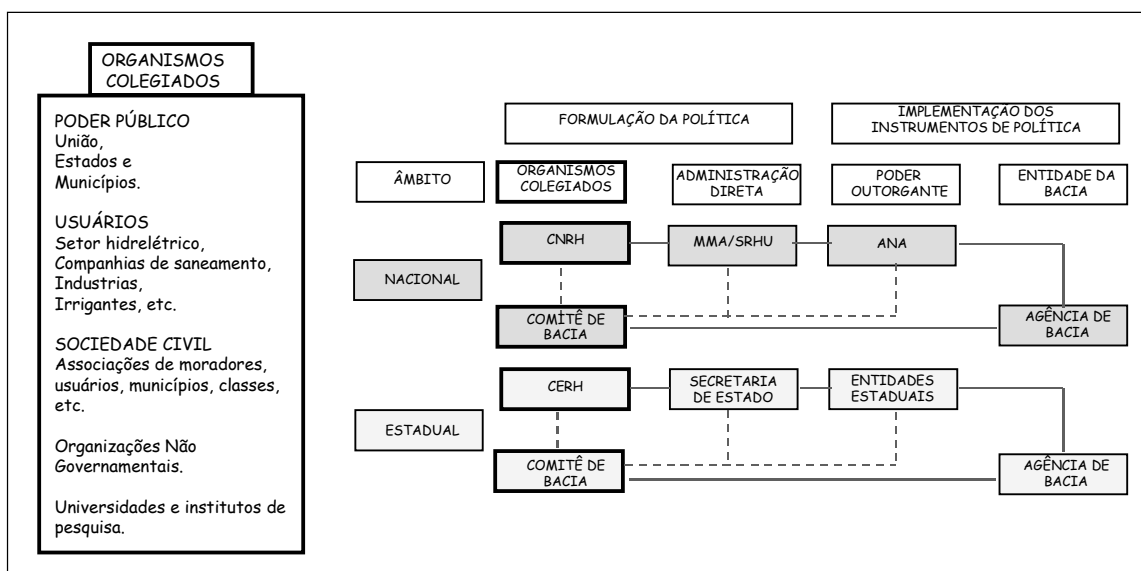 ORGANISMOS
COLEGIADOS
PODER PÚBLICO
União,
Estados e
Municípios.
USUÁRIOS
Setor hidrelétrico,
Companhias de saneamento,
Industrias,
Irrigantes, etc.
SOCIEDADE CIVIL
Associações de moradores,
usuários, municípios, classes,
etc.
Organizações Não
Governamentais.
Universidades e institutos de
pesquisa.
FORMULAÇÃO DA POLÍTICA
IMPLEMENTAÇÃO DOS
INSTRUMENTOS DE POLÍTICA
ÂMBITO
ORGANISMOS
COLEGIADOS
ADMINISTRAÇÃO
DIRETA
PODER
OUTORGANTE
ENTIDADE DA
BACIA
NACIONAL
CNRH
MMA/SRHU
ANA
COMITÊ DE
BACIA
AGÊNCIA DE
BACIA
ESTADUAL
CERH
SECRETARIA
DE ESTADO
ENTIDADES
ESTADUAIS
COMITÊ DE
BACIA
AGÊNCIA DE
BACIA